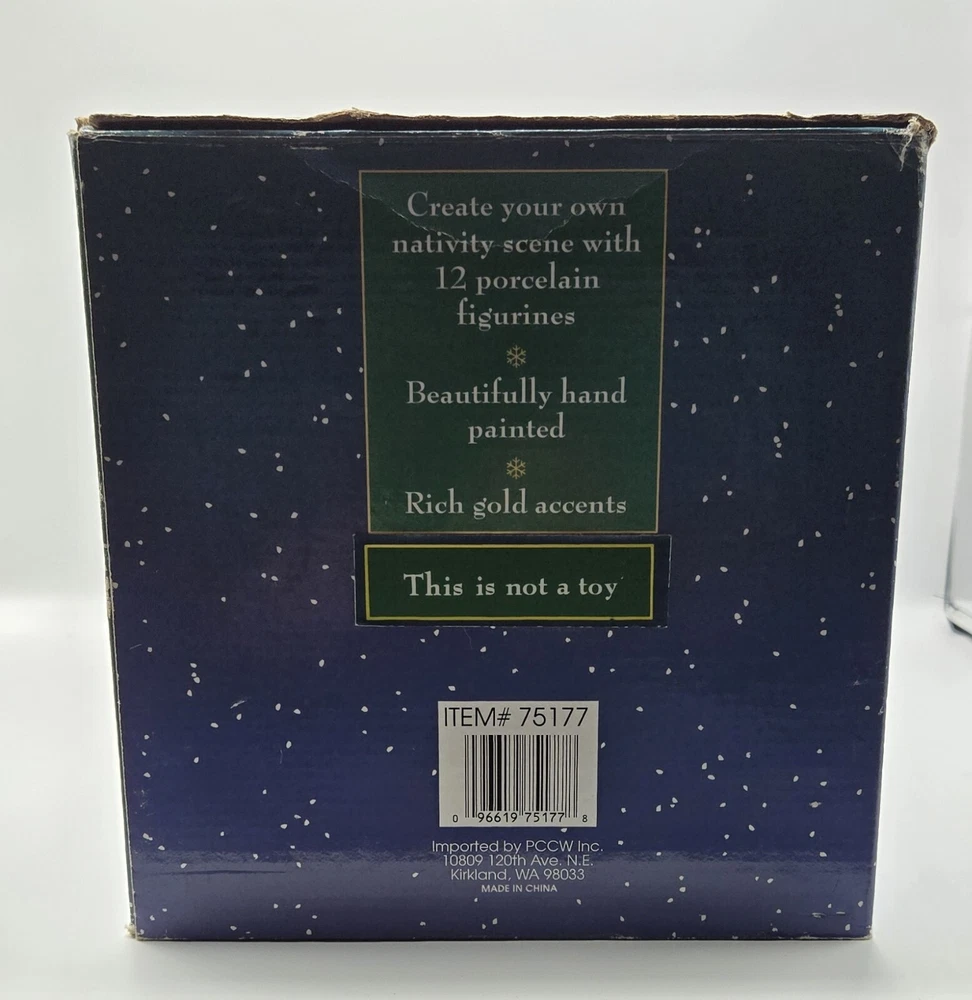 Create your own
nativity scene with
12 porcelain
figurines
Beautifully hand
painted
Rich gold accents
This is not a toy
ITEM# 75177
0 96619 75177 8
Imported by PCCW Inc.
10809 120th Ave. N.E.
Kirkland, WA 98033
MADE IN CHINA